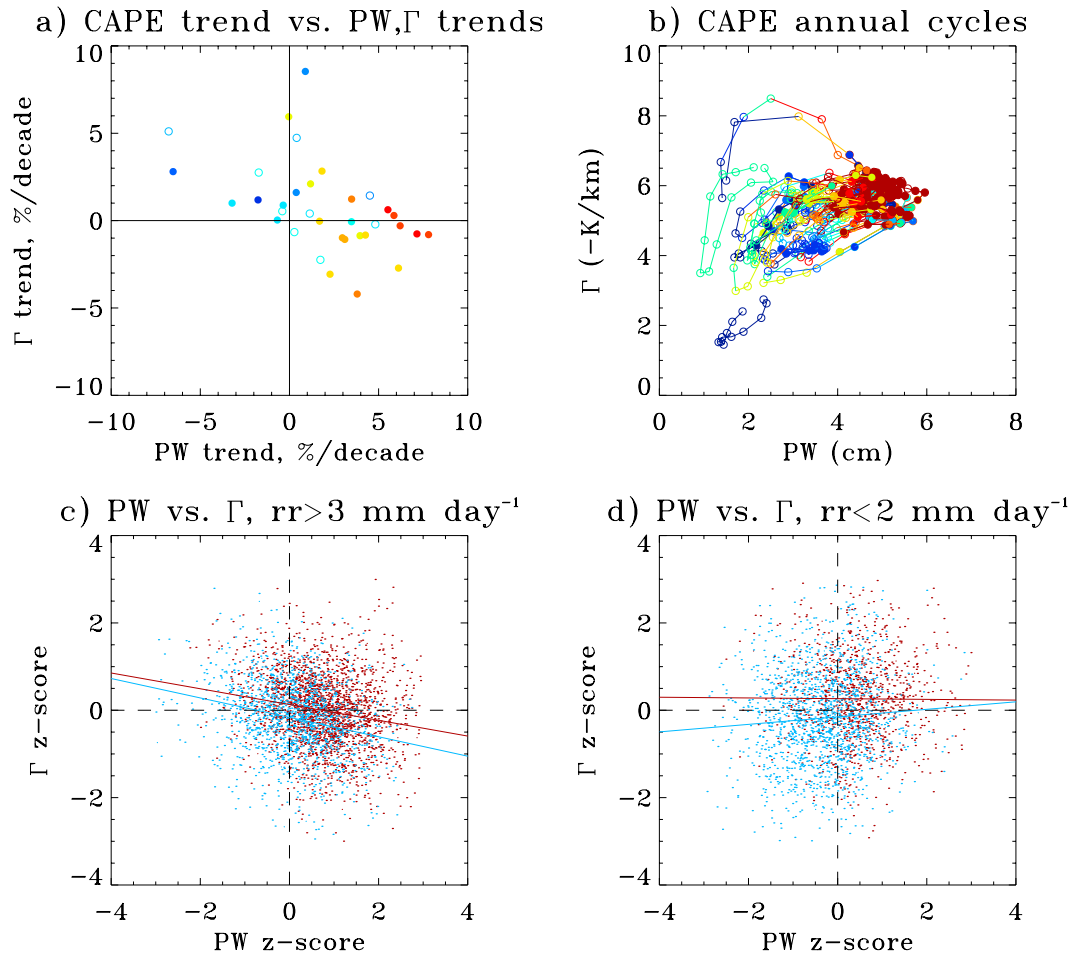 a) CAPE trend vs. PW,Γ trends
10
5
0
−5
−10
Γ trend, %/decade
−10 −5 0 5 10
PW trend, %/decade
b) CAPE annual cycles
10
8
6
4
2
0
Γ (−K/km)
0 2 4 6 8
PW (cm)
c) PW vs. Γ, rr>3 mm day⁻¹
4
2
0
−2
−4
Γ z−score
−4 −2 0 2 4
PW z−score
d) PW vs. Γ, rr<2 mm day⁻¹
4
2
0
−2
−4
Γ z−score
−4 −2 0 2 4
PW z−score